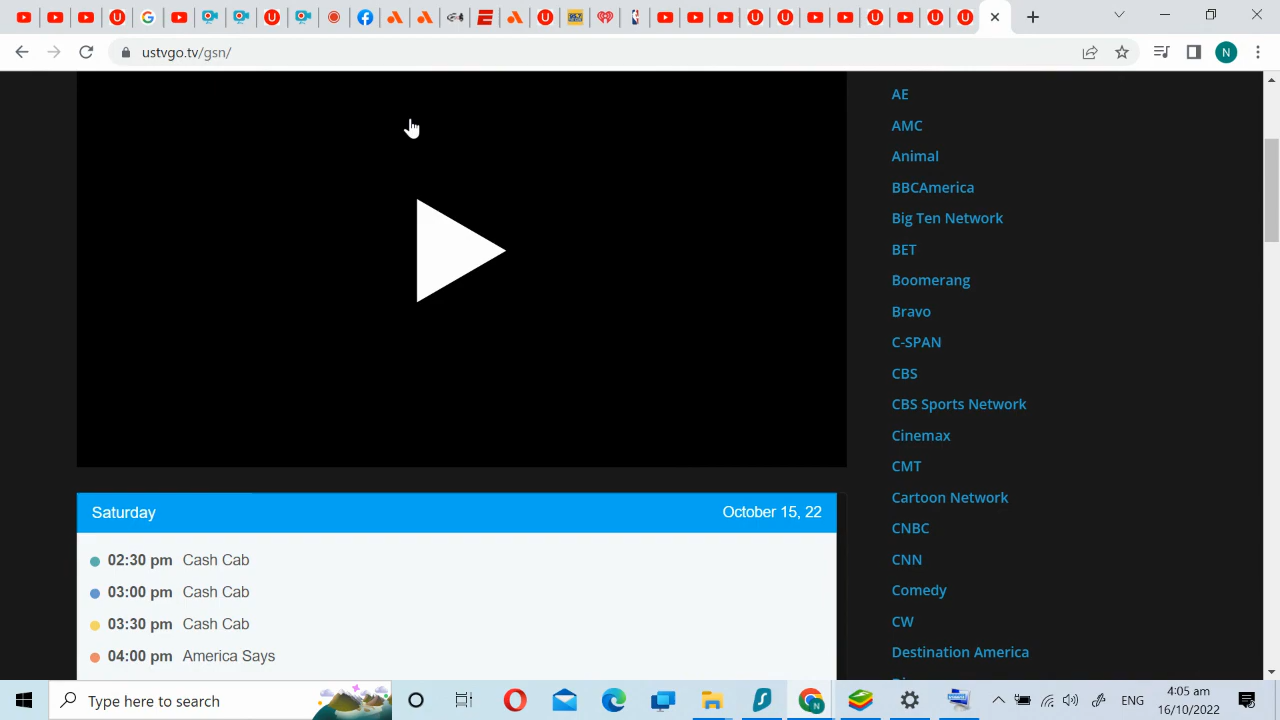 ustvgo.tv/gsn/
N
AE
AMC
Animal
BBCAmerica
Big Ten Network
BET
Boomerang
Bravo
C-SPAN
CBS
CBS Sports Network
Cinemax
CMT
Cartoon Network
CNBC
CNN
Comedy
CW
Destination America
Saturday October 15, 22
02:30 pm Cash Cab
03:00 pm Cash Cab
03:30 pm Cash Cab
04:00 pm America Says
Type here to search
ENG
4:05 am
16/10/2022